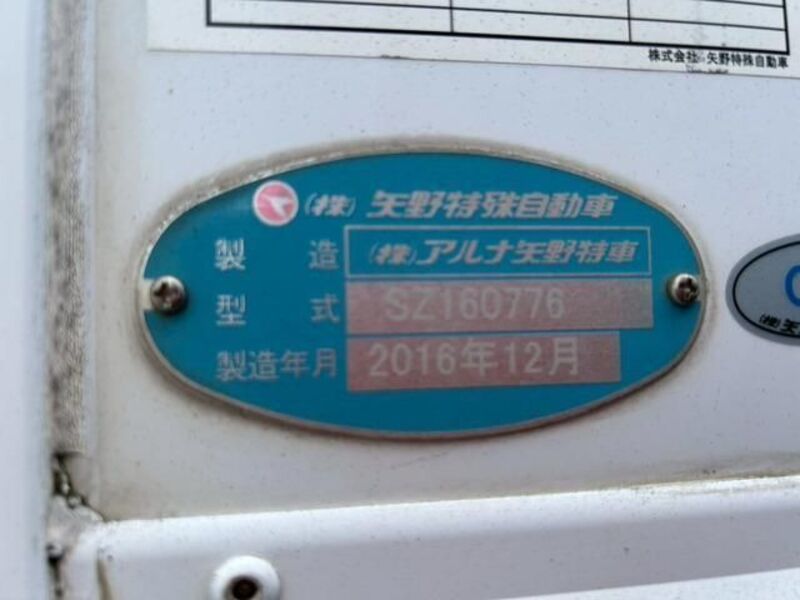 株式会社 矢野特殊自動車
(株) 矢野特殊自動車
製造 (株)アルナ矢野特車
型式 SZ160776
製造年月 2016年12月
(株)矢